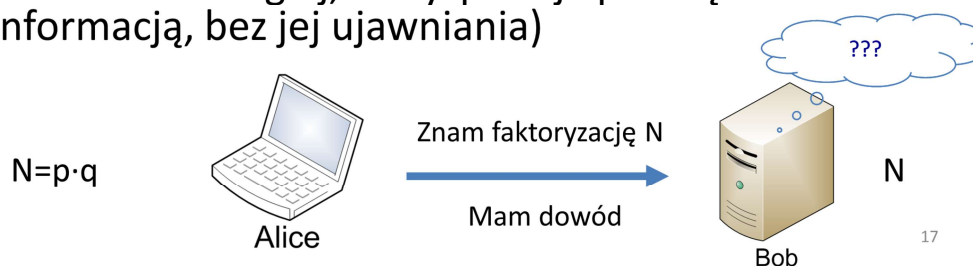 nformacją, bez jej ujawniania)
???
Znam faktoryzację N
N=p·q
N
Mam dowód
Alice
17
Bob